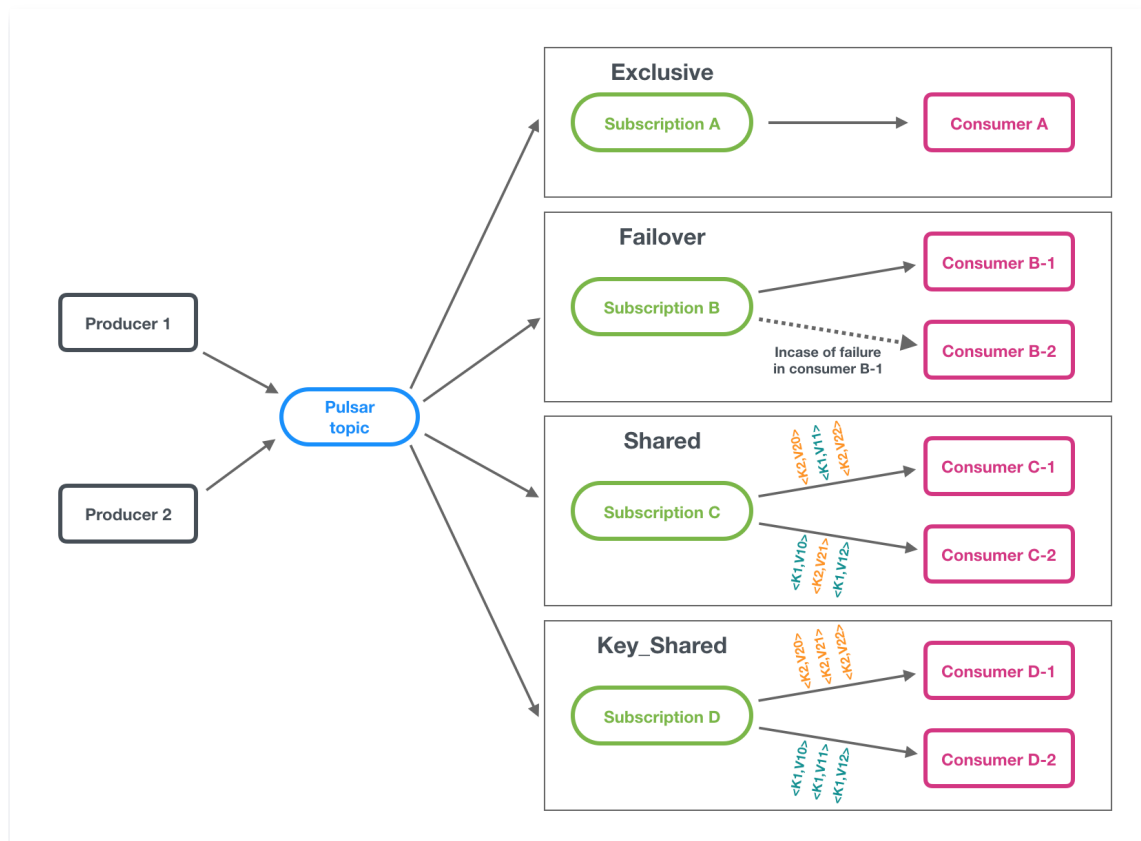 Exclusive
Subscription A
Consumer A
Failover
Subscription B
Consumer B-1
Consumer B-2
Incase of failure
in consumer B-1
Producer 1
Producer 2
Pulsar
topic
Shared
Subscription C
<K2,V20>
<K1,V11>
<K2,V22>
Consumer C-1
<K1,V10>
<K2,V21>
<K1,V12>
Consumer C-2
Key_Shared
Subscription D
<K2,V20>
<K2,V21>
<K2,V22>
Consumer D-1
<K1,V10>
<K1,V11>
<K1,V12>
Consumer D-2